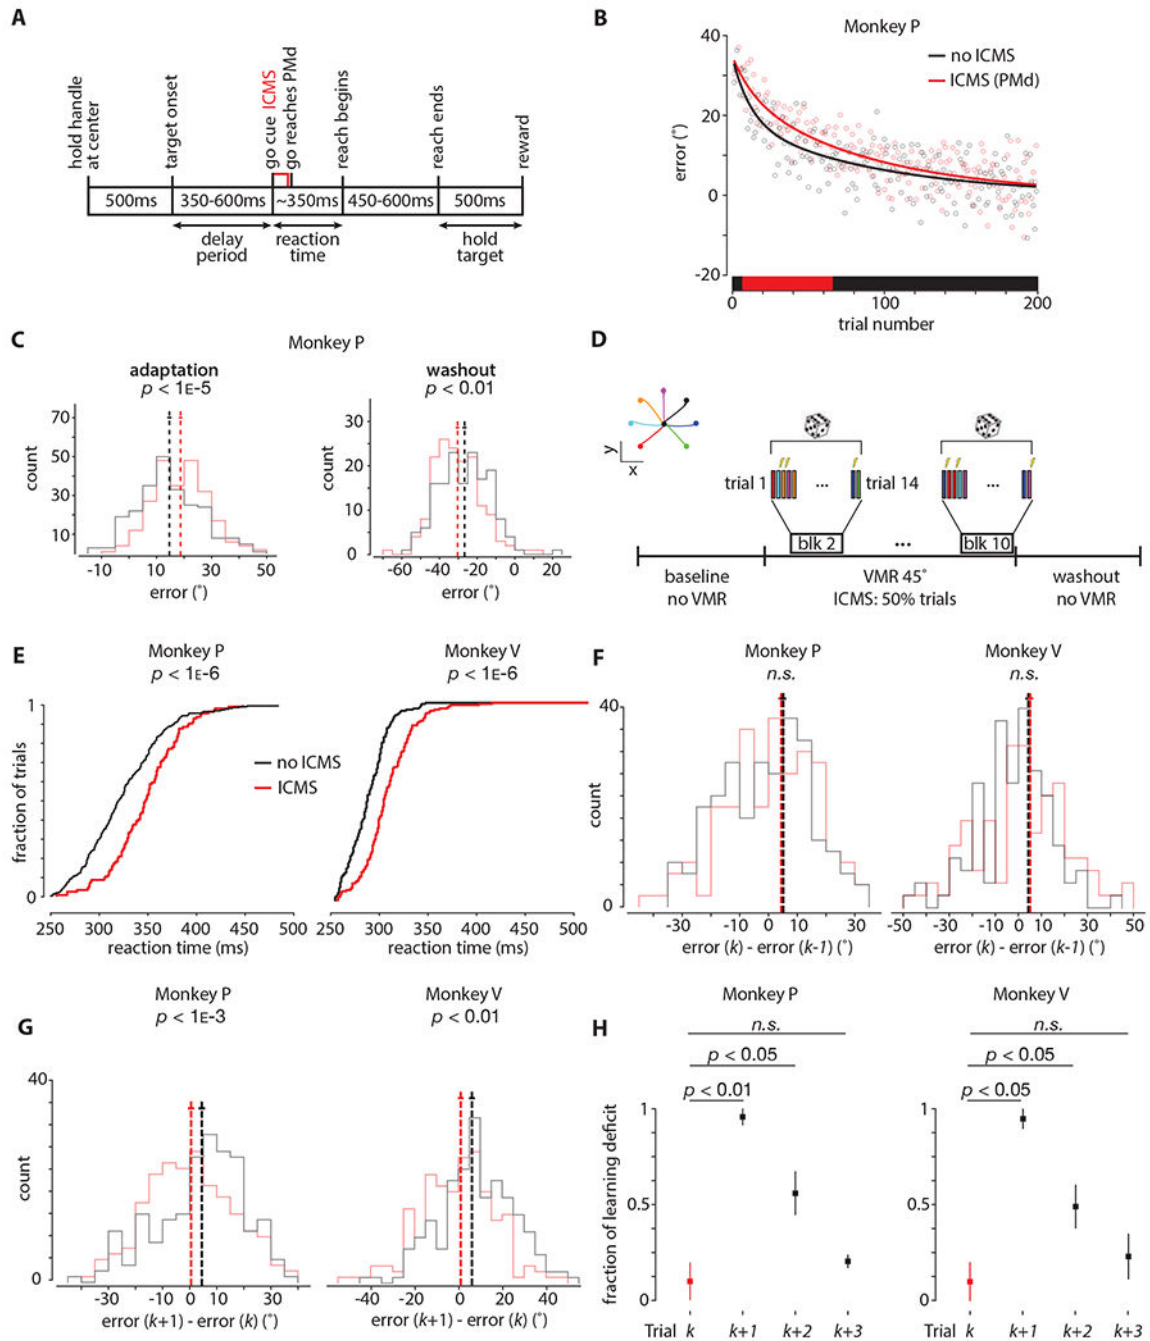 A
hold handle
at center
target onset
go cue ICMS
go reaches PMd
reach begins
reach ends
reward
500ms 350-600ms ~350ms 450-600ms 500ms
delay
period
reaction
time
hold
target
B
Monkey P
no ICMS
ICMS (PMd)
error (°)
40
20
0
-20
0 100 200
trial number
C
Monkey P
adaptation
p < 1E-5
count
70
50
30
10
-10 10 30 50
error (°)
washout
p < 0.01
count
30
20
10
0
-60 -40 -20 0 20
error (°)
D
y
x
trial 1 ... trial 14 ...
blk 2 ... blk 10
baseline
no VMR
VMR 45°
ICMS: 50% trials
washout
no VMR
E
Monkey P
p < 1E-6
Monkey V
p < 1E-6
fraction of trials
1
0
no ICMS
ICMS
250 300 350 400 450 500
reaction time (ms)
250 300 350 400 450 500
reaction time (ms)
F
Monkey P
n.s.
Monkey V
n.s.
count
40
0
-30 -10 0 10 30
error (k) - error (k-1) (°)
-50 -30 -10 0 10 30 50
error (k) - error (k-1) (°)
G
Monkey P
p < 1E-3
Monkey V
p < 0.01
count
40
0
-30 0 30
error (k+1) - error (k) (°)
-40 -20 0 20 40
error (k+1) - error (k) (°)
H
Monkey P
n.s.
p < 0.05
p < 0.01
Monkey V
n.s.
p < 0.05
p < 0.05
fraction of learning deficit
1
0.5
0
Trial k k+1 k+2 k+3
1
0.5
0
Trial k k+1 k+2 k+3